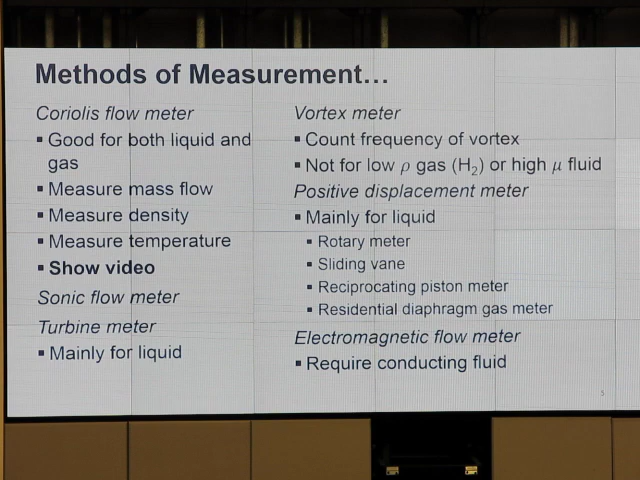 Methods of Measurement…
Coriolis flow meter
▪ Good for both liquid and
gas
▪ Measure mass flow
▪ Measure density
▪ Measure temperature
▪ Show video
Sonic flow meter
Turbine meter
▪ Mainly for liquid
Vortex meter
▪ Count frequency of vortex
▪ Not for low ρ gas (H₂) or high μ fluid
Positive displacement meter
▪ Mainly for liquid
▪ Rotary meter
▪ Sliding vane
▪ Reciprocating piston meter
▪ Residential diaphragm gas meter
Electromagnetic flow meter
▪ Require conducting fluid
5